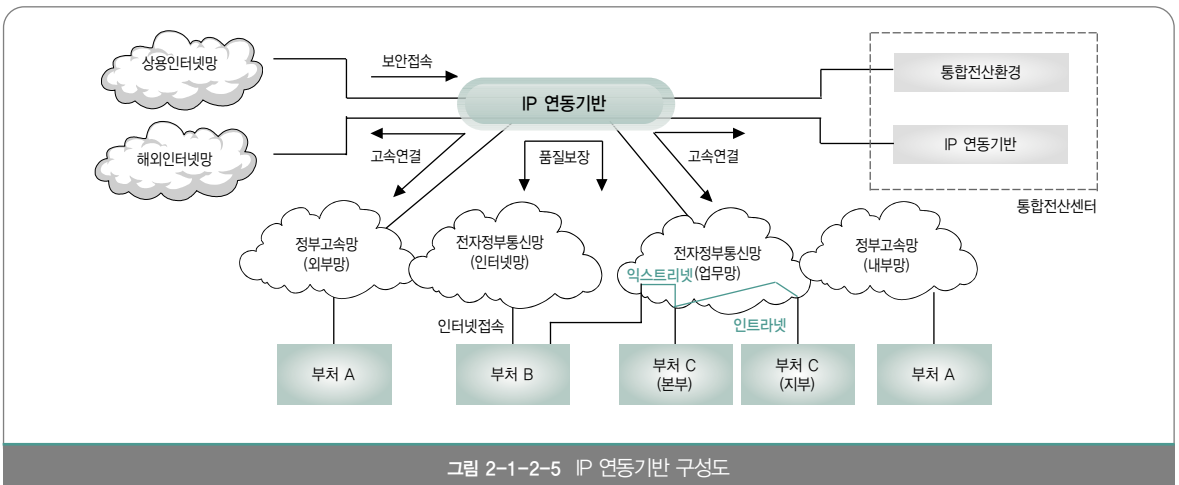 상용인터넷망
보안접속
통합전산환경
IP 연동기반
IP 연동기반
해외인터넷망
고속연결
품질보장
고속연결
통합전산센터
정부고속망
(외부망)
전자정부통신망
(인터넷망)
전자정부통신망
익스트리넷(업무망)
정부고속망
(내부망)
인터넷접속
인트라넷
부처 A
부처 B
부처 C
(본부)
부처 C
(지부)
부처 A
그림 2-1-2-5 IP 연동기반 구성도